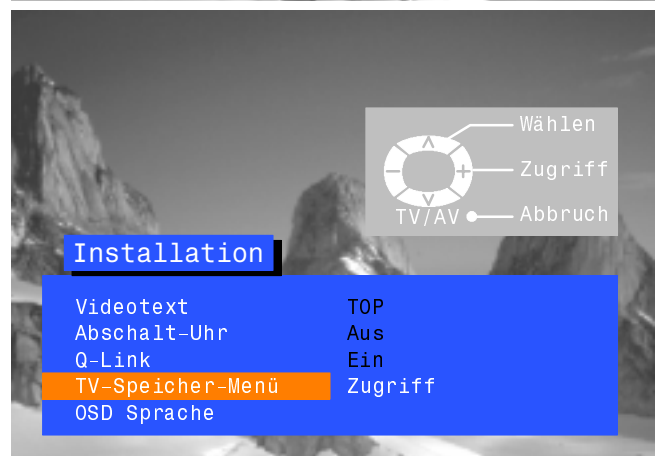 Wählen
Zugriff
TV/AV Abbruch
Installation
Videotext TOP
Abschalt-Uhr Aus
Q-Link Ein
TV-Speicher-Menü Zugriff
OSD Sprache